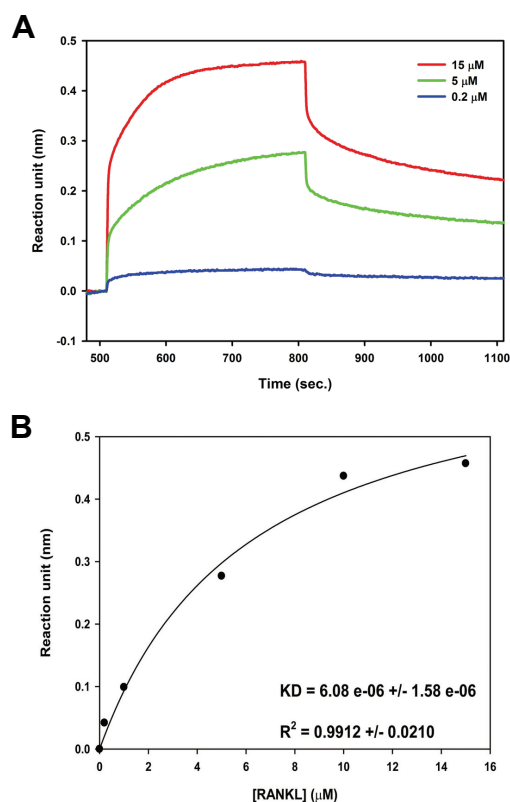 A
0.5
0.4
0.3
0.2
0.1
0.0
-0.1
Reaction unit (nm)
15 μM
5 μM
0.2 μM
500 600 700 800 900 1000 1100
Time (sec.)
B
0.5
0.4
0.3
0.2
0.1
0.0
Reaction unit (nm)
KD = 6.08 e-06 +/- 1.58 e-06
R² = 0.9912 +/- 0.0210
0 2 4 6 8 10 12 14 16
[RANKL] (μM)